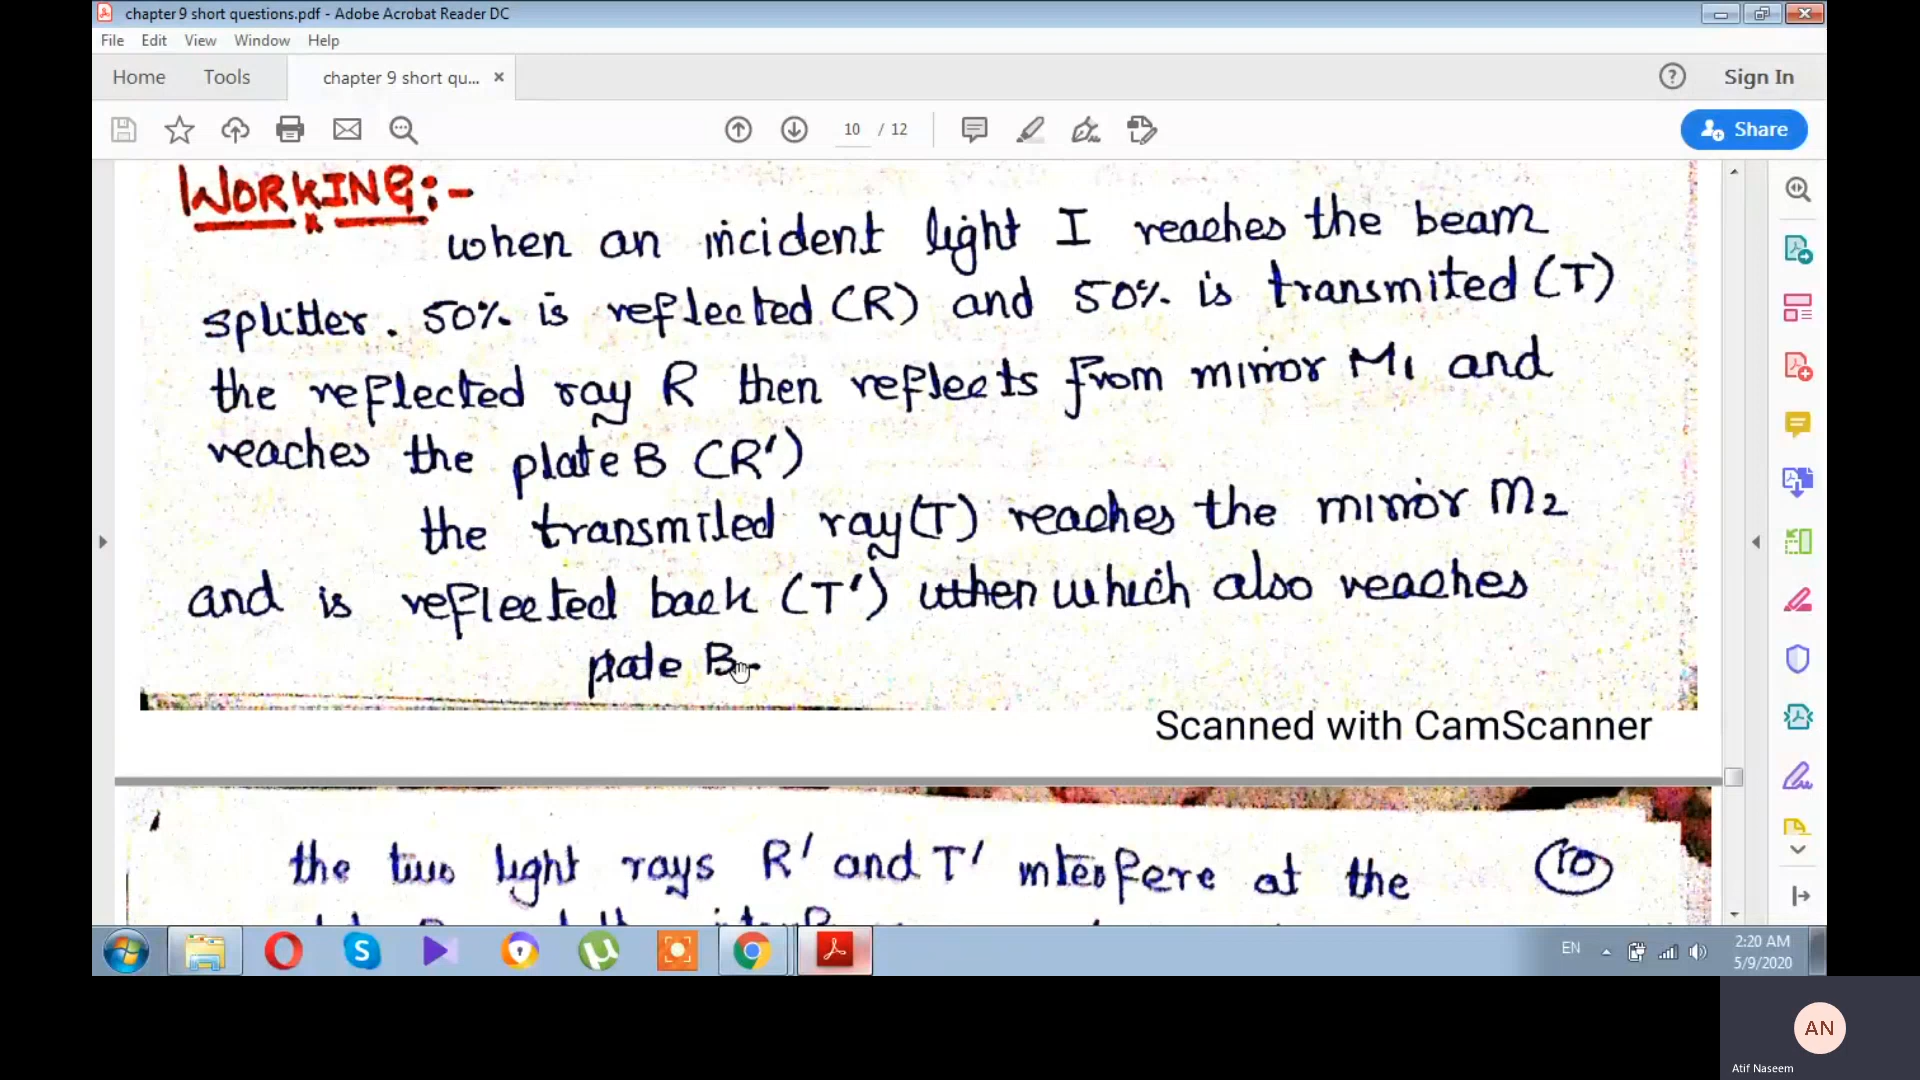 chapter 9 short questions.pdf - Adobe Acrobat Reader DC
File Edit View Window Help
Home Tools chapter 9 short qu... × Sign In
10 / 12 Share
WORKING:-
when an incident light I reaches the beam
splitter. 50% is reflected (R) and 50% is transmited (T)
the reflected ray R then reflects from mirror M1 and
reaches the plate B (R')
the transmited ray (T) reaches the mirror M2
and is reflected back (T') which also reaches
plate B-
Scanned with CamScanner
the two light rays R' and T' interfere at the
10
EN
2:20 AM
5/9/2020
AN
Atif Naseem